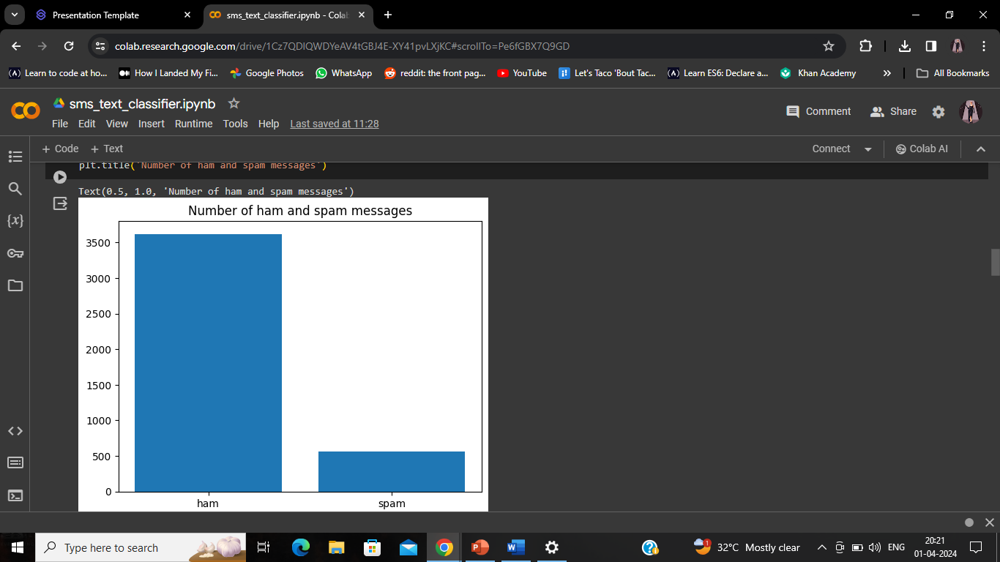 Presentation Template
sms_text_classifier.ipynb - Cola
colab.research.google.com/drive/1Cz7QDIQWDYeAV4tGBJ4E-XY41pvLXjKC#scrollTo=Pe6fGBX7Q9GD
Learn to code at ho... How I Landed My Fi... Google Photos WhatsApp reddit: the front pag... YouTube Let's Taco 'Bout Tac... Learn ES6: Declare a... Khan Academy » All Bookmarks
sms_text_classifier.ipynb
Comment Share
File Edit View Insert Runtime Tools Help Last saved at 11:28
+ Code + Text Connect Colab AI
plt.title('Number of ham and spam messages')
Text(0.5, 1.0, 'Number of ham and spam messages')
{x}
Number of ham and spam messages
3500
3000
2500
2000
1500
1000
500
0
ham spam
Type here to search
1
32°C Mostly clear
ENG
20:21
01-04-2024